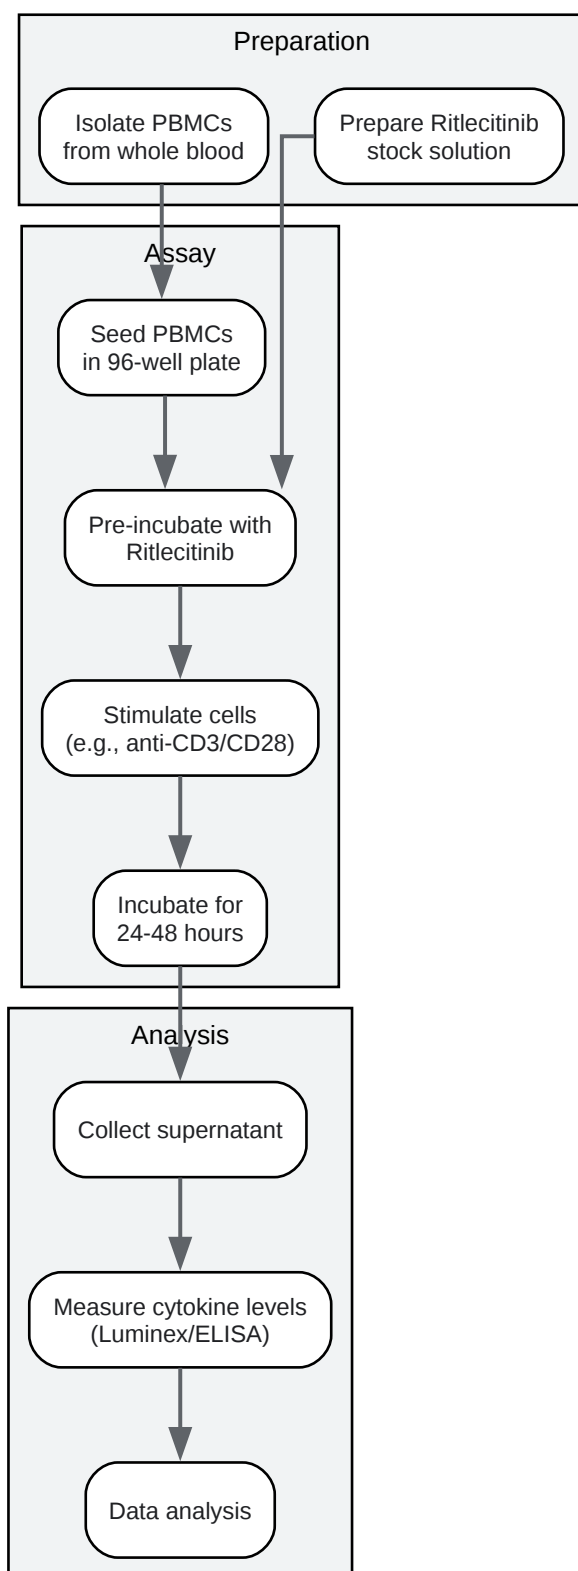 Preparation
Isolate PBMCs
from whole blood
Prepare Ritlecitinib
stock solution
Assay
Seed PBMCs
in 96-well plate
Pre-incubate with
Ritlecitinib
Stimulate cells
(e.g., anti-CD3/CD28)
Incubate for
24-48 hours
Analysis
Collect supernatant
Measure cytokine levels
(Luminex/ELISA)
Data analysis